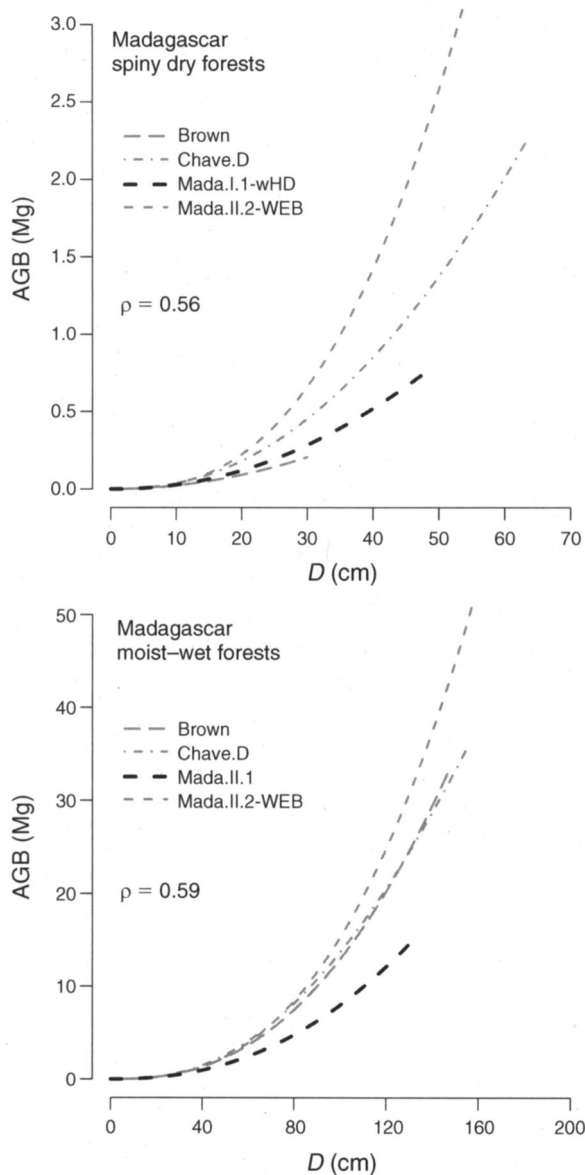 Madagascar
spiny dry forests
Brown
Chave.D
Mada.I.1-wHD
Mada.II.2-WEB
ρ = 0.56
AGB (Mg)
3.0
2.5
2.0
1.5
1.0
0.5
0.0
0 10 20 30 40 50 60 70
D (cm)
Madagascar
moist–wet forests
Brown
Chave.D
Mada.II.1
Mada.II.2-WEB
ρ = 0.59
AGB (Mg)
50
40
30
20
10
0
0 40 80 120 160 200
D (cm)